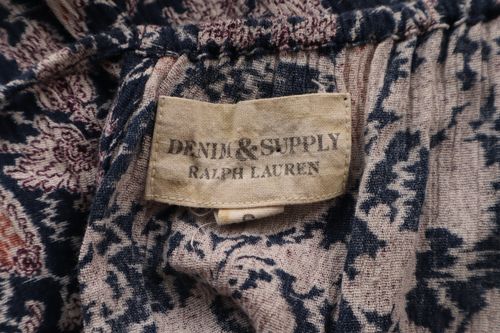 DENIM & SUPPLY
RALPH LAUREN